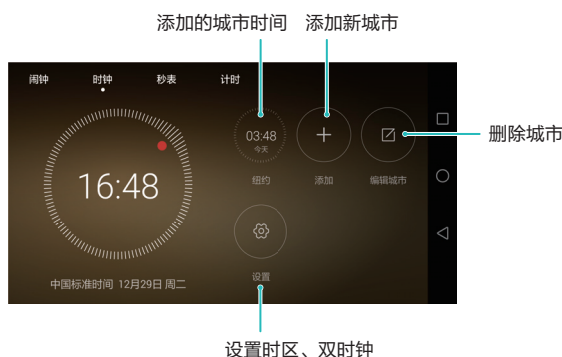 添加的城市时间 添加新城市
闹钟 时钟 秒表 计时
03:48
今天
删除城市
16:48
纽约 添加 编辑城市
中国标准时间 12月29日 周二
设置
设置时区、双时钟